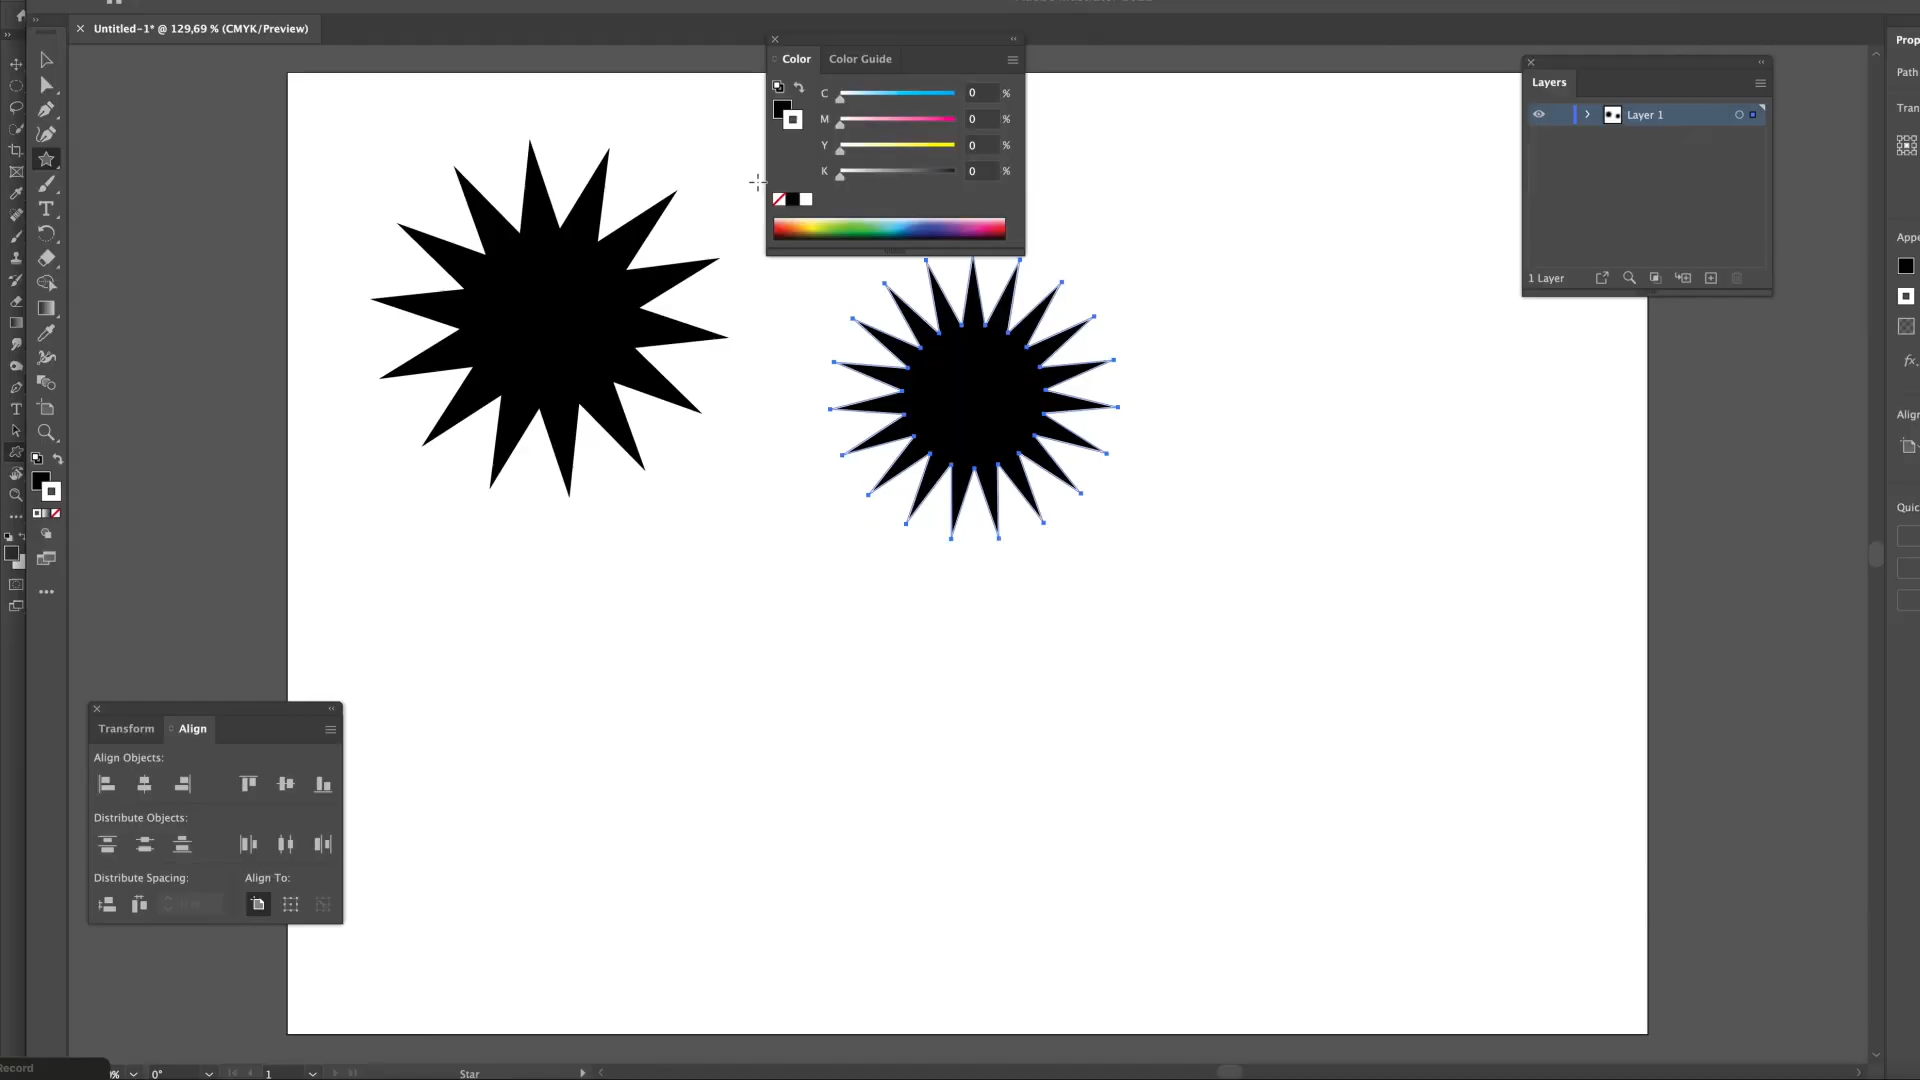 Untitled-1* @ 129,69 % (CMYK/Preview)
Color
Color Guide
C 0 %
M 0 %
Y 0 %
K 0 %
Layers
Layer 1
1 Layer
Prop
Path
Tran
Appe
fx.
Align
Quic
Transform
Align
Align Objects:
Distribute Objects:
Distribute Spacing:
Align To:
Record
% 0° 1 Star